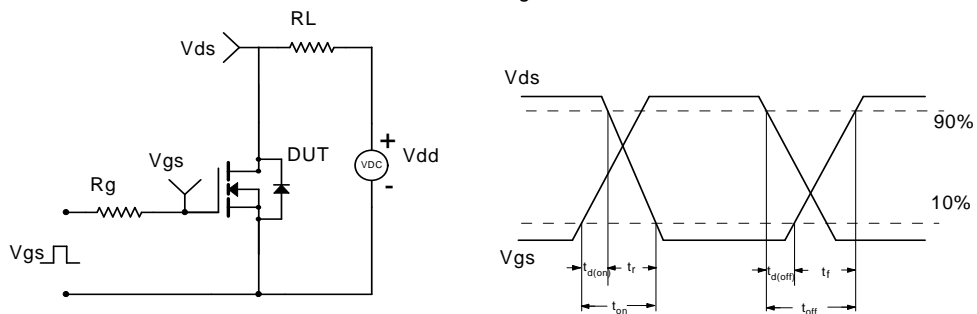 g
RL
Vds
Vgs
DUT
VDC
+
-
Vdd
Rg
Vgs
Vds
90%
10%
Vgs
td(on)
tr
td(off)
tf
ton
toff